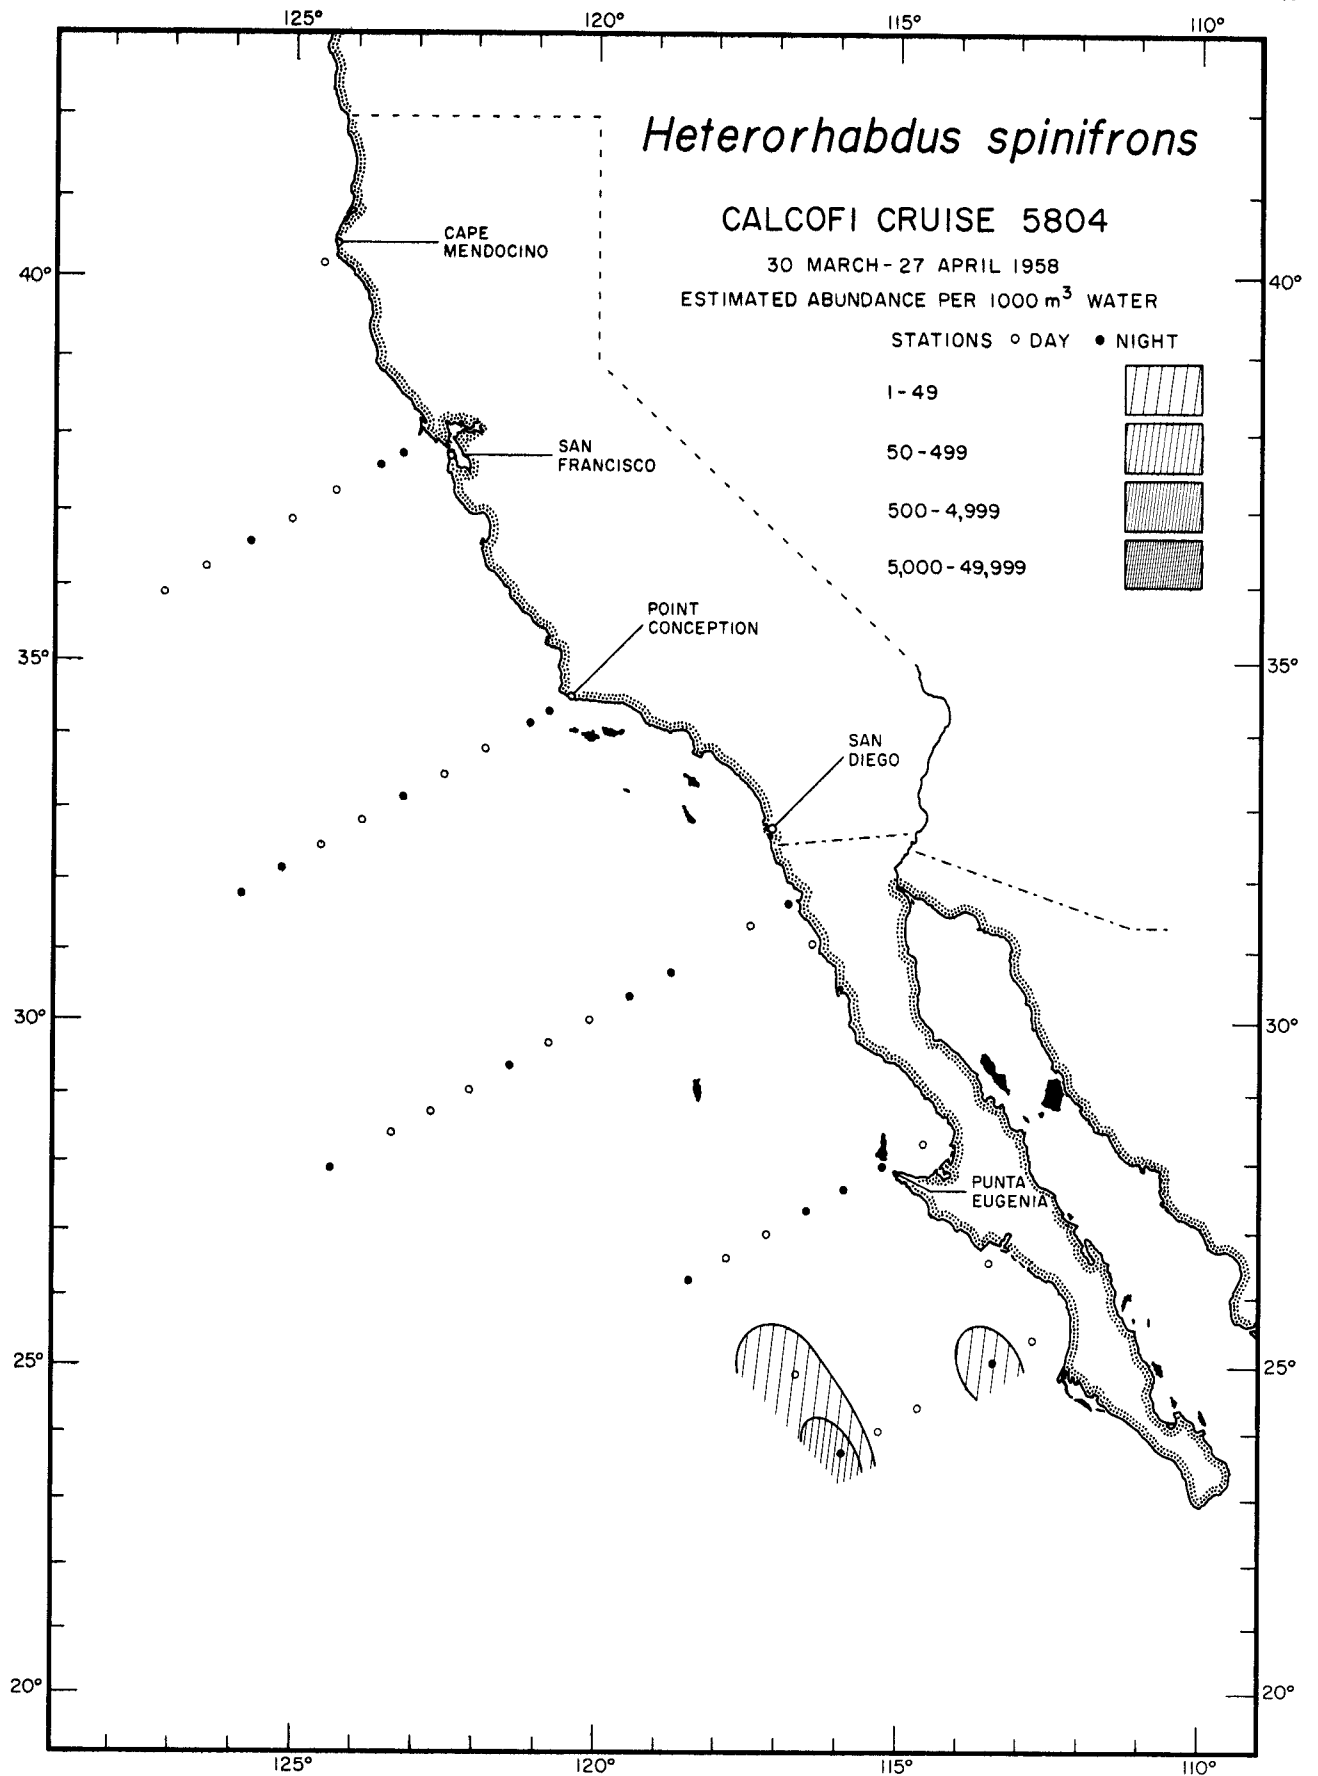 125° 120° 115° 110°
Heterorhabdus spinifrons
CALCOFI CRUISE 5804
30 MARCH-27 APRIL 1958
ESTIMATED ABUNDANCE PER 1000 m³ WATER
STATIONS ○ DAY ● NIGHT
1-49
50-499
500-4,999
5,000-49,999
CAPE
MENDOCINO
40° 40°
SAN
FRANCISCO
POINT
CONCEPTION
35° 35°
SAN
DIEGO
30° 30°
PUNTA
EUGENIA
25° 25°
20° 20°
125° 120° 115° 110°